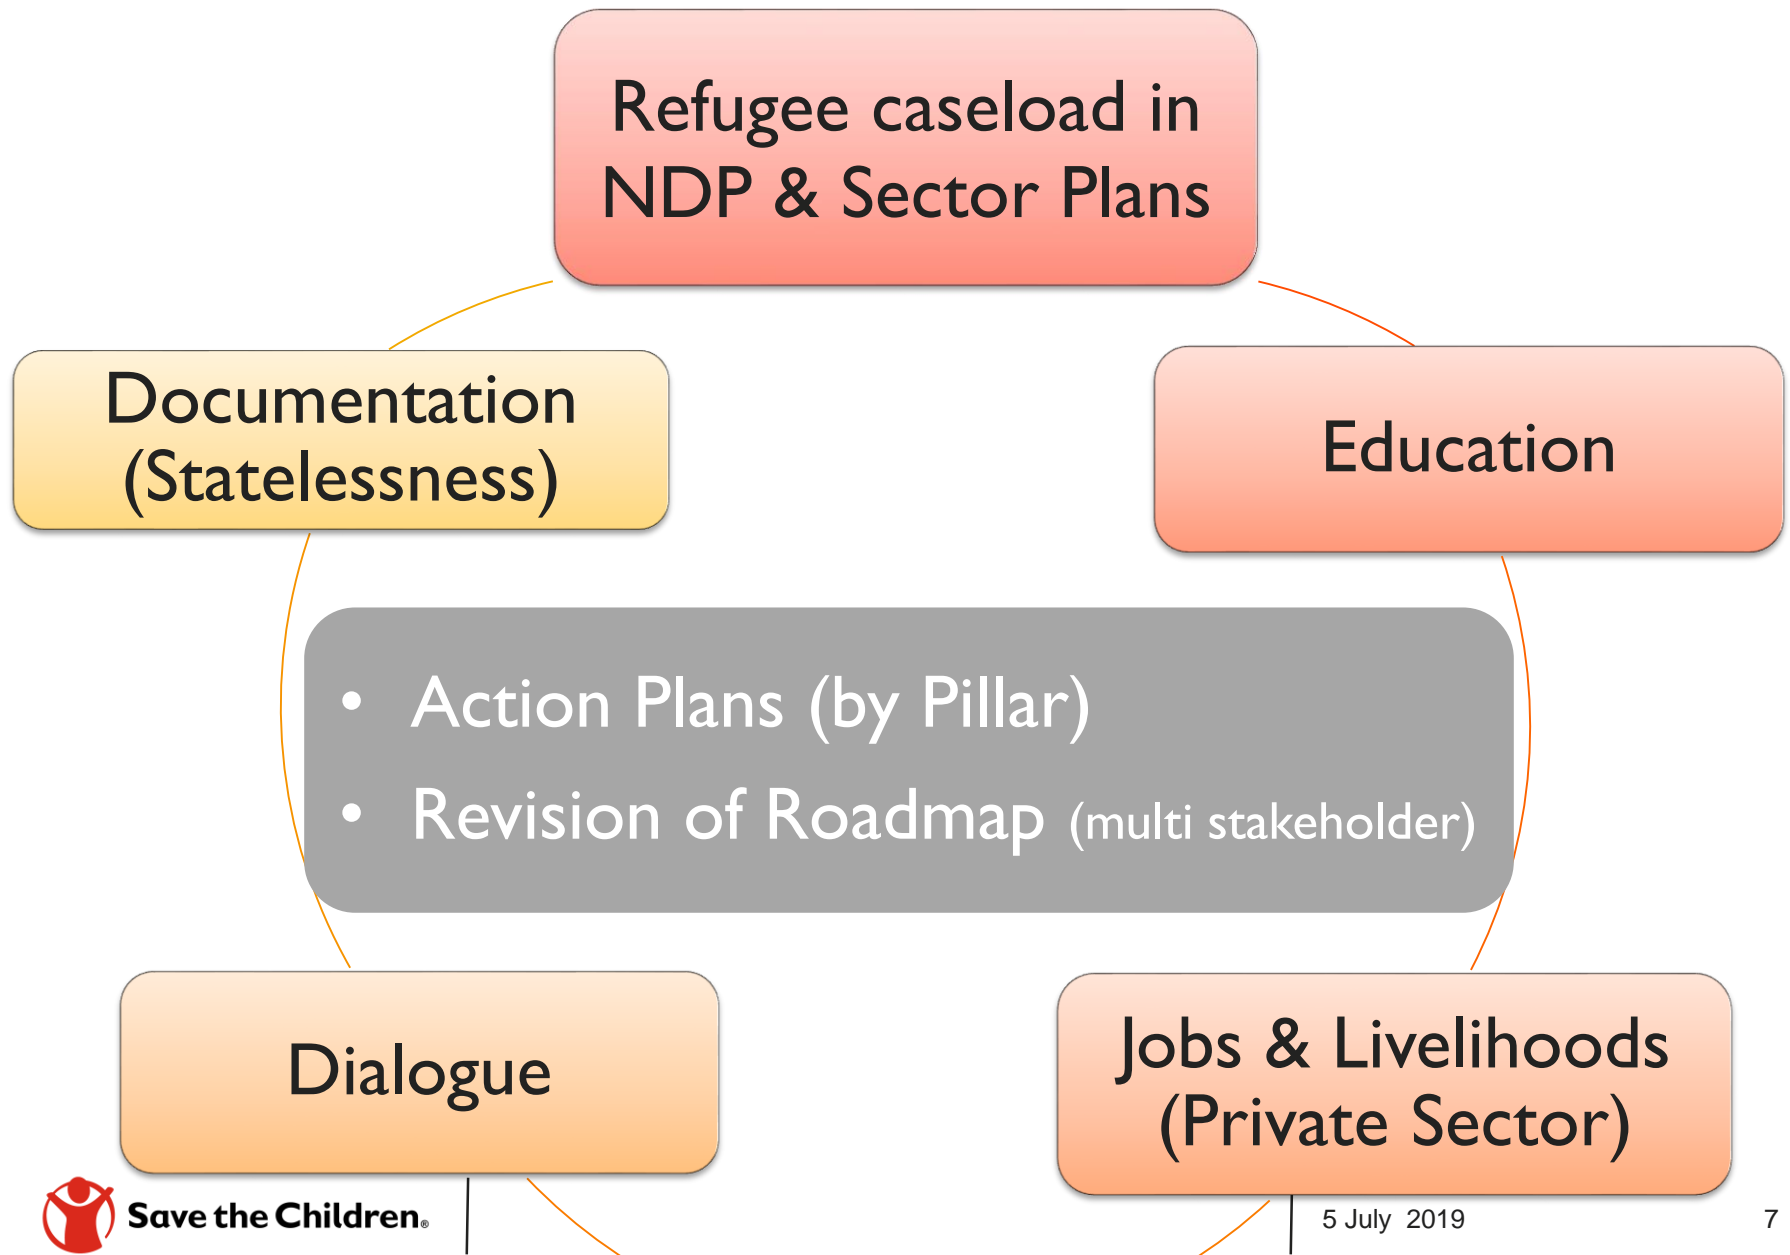 Refugee caseload in
NDP & Sector Plans
Documentation
(Statelessness)
Education
• Action Plans (by Pillar)
• Revision of Roadmap (multi stakeholder)
Dialogue
Jobs & Livelihoods
(Private Sector)
Save the Children®
5 July 2019
7